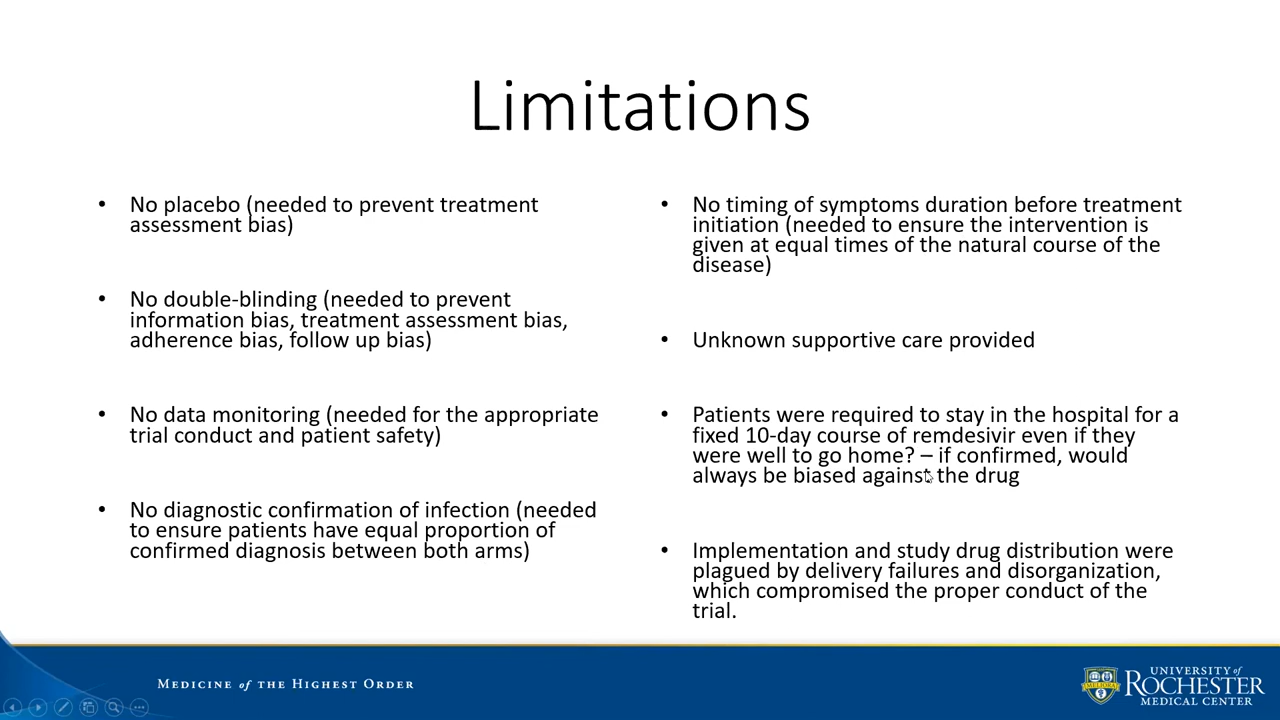 Limitations
• No placebo (needed to prevent treatment
assessment bias)
• No double-blinding (needed to prevent
information bias, treatment assessment bias,
adherence bias, follow up bias)
• No data monitoring (needed for the appropriate
trial conduct and patient safety)
• No diagnostic confirmation of infection (needed
to ensure patients have equal proportion of
confirmed diagnosis between both arms)
• No timing of symptoms duration before treatment
initiation (needed to ensure the intervention is
given at equal times of the natural course of the
disease)
• Unknown supportive care provided
• Patients were required to stay in the hospital for a
fixed 10-day course of remdesivir even if they
were well to go home? – if confirmed, would
always be biased against the drug
• Implementation and study drug distribution were
plagued by delivery failures and disorganization,
which compromised the proper conduct of the
trial.
MEDICINE of THE HIGHEST ORDER
MELIORA
UNIVERSITY of
ROCHESTER
MEDICAL CENTER